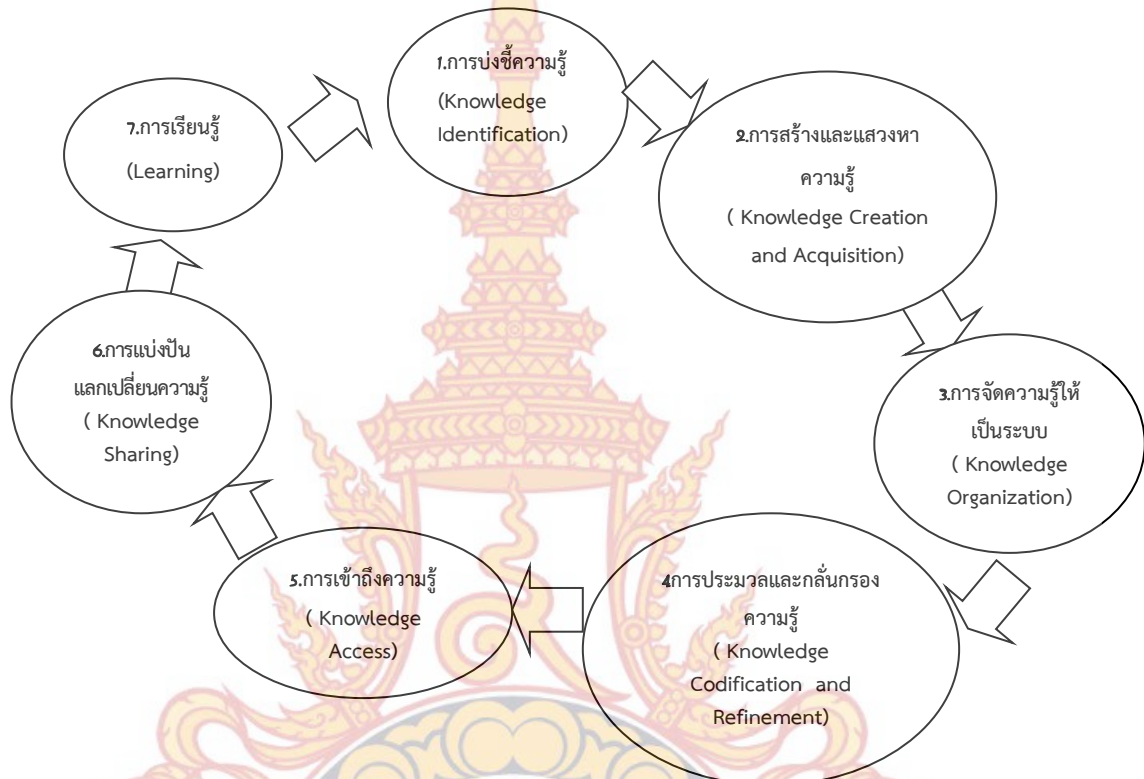 1.การบ่งชี้ความรู้
(Knowledge
Identification)
2.การสร้างและแสวงหา
ความรู้
( Knowledge Creation
and Acquisition)
3.การจัดความรู้ให้
เป็นระบบ
( Knowledge
Organization)
4การประมวลและกลั่นกรอง
ความรู้
( Knowledge
Codification and
Refinement)
5.การเข้าถึงความรู้
( Knowledge
Access)
6.การแบ่งปัน
แลกเปลี่ยนความรู้
( Knowledge
Sharing)
7.การเรียนรู้
(Learning)